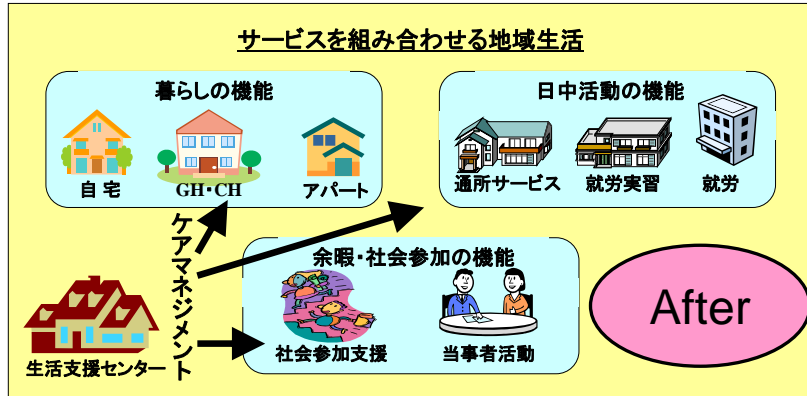 サービスを組み合わせる地域生活
暮らしの機能
自 宅
GH・CH
アパート
日中活動の機能
通所サービス
就労実習
就労
ケアマネジメント
生活支援センター
余暇・社会参加の機能
社会参加支援
当事者活動
After